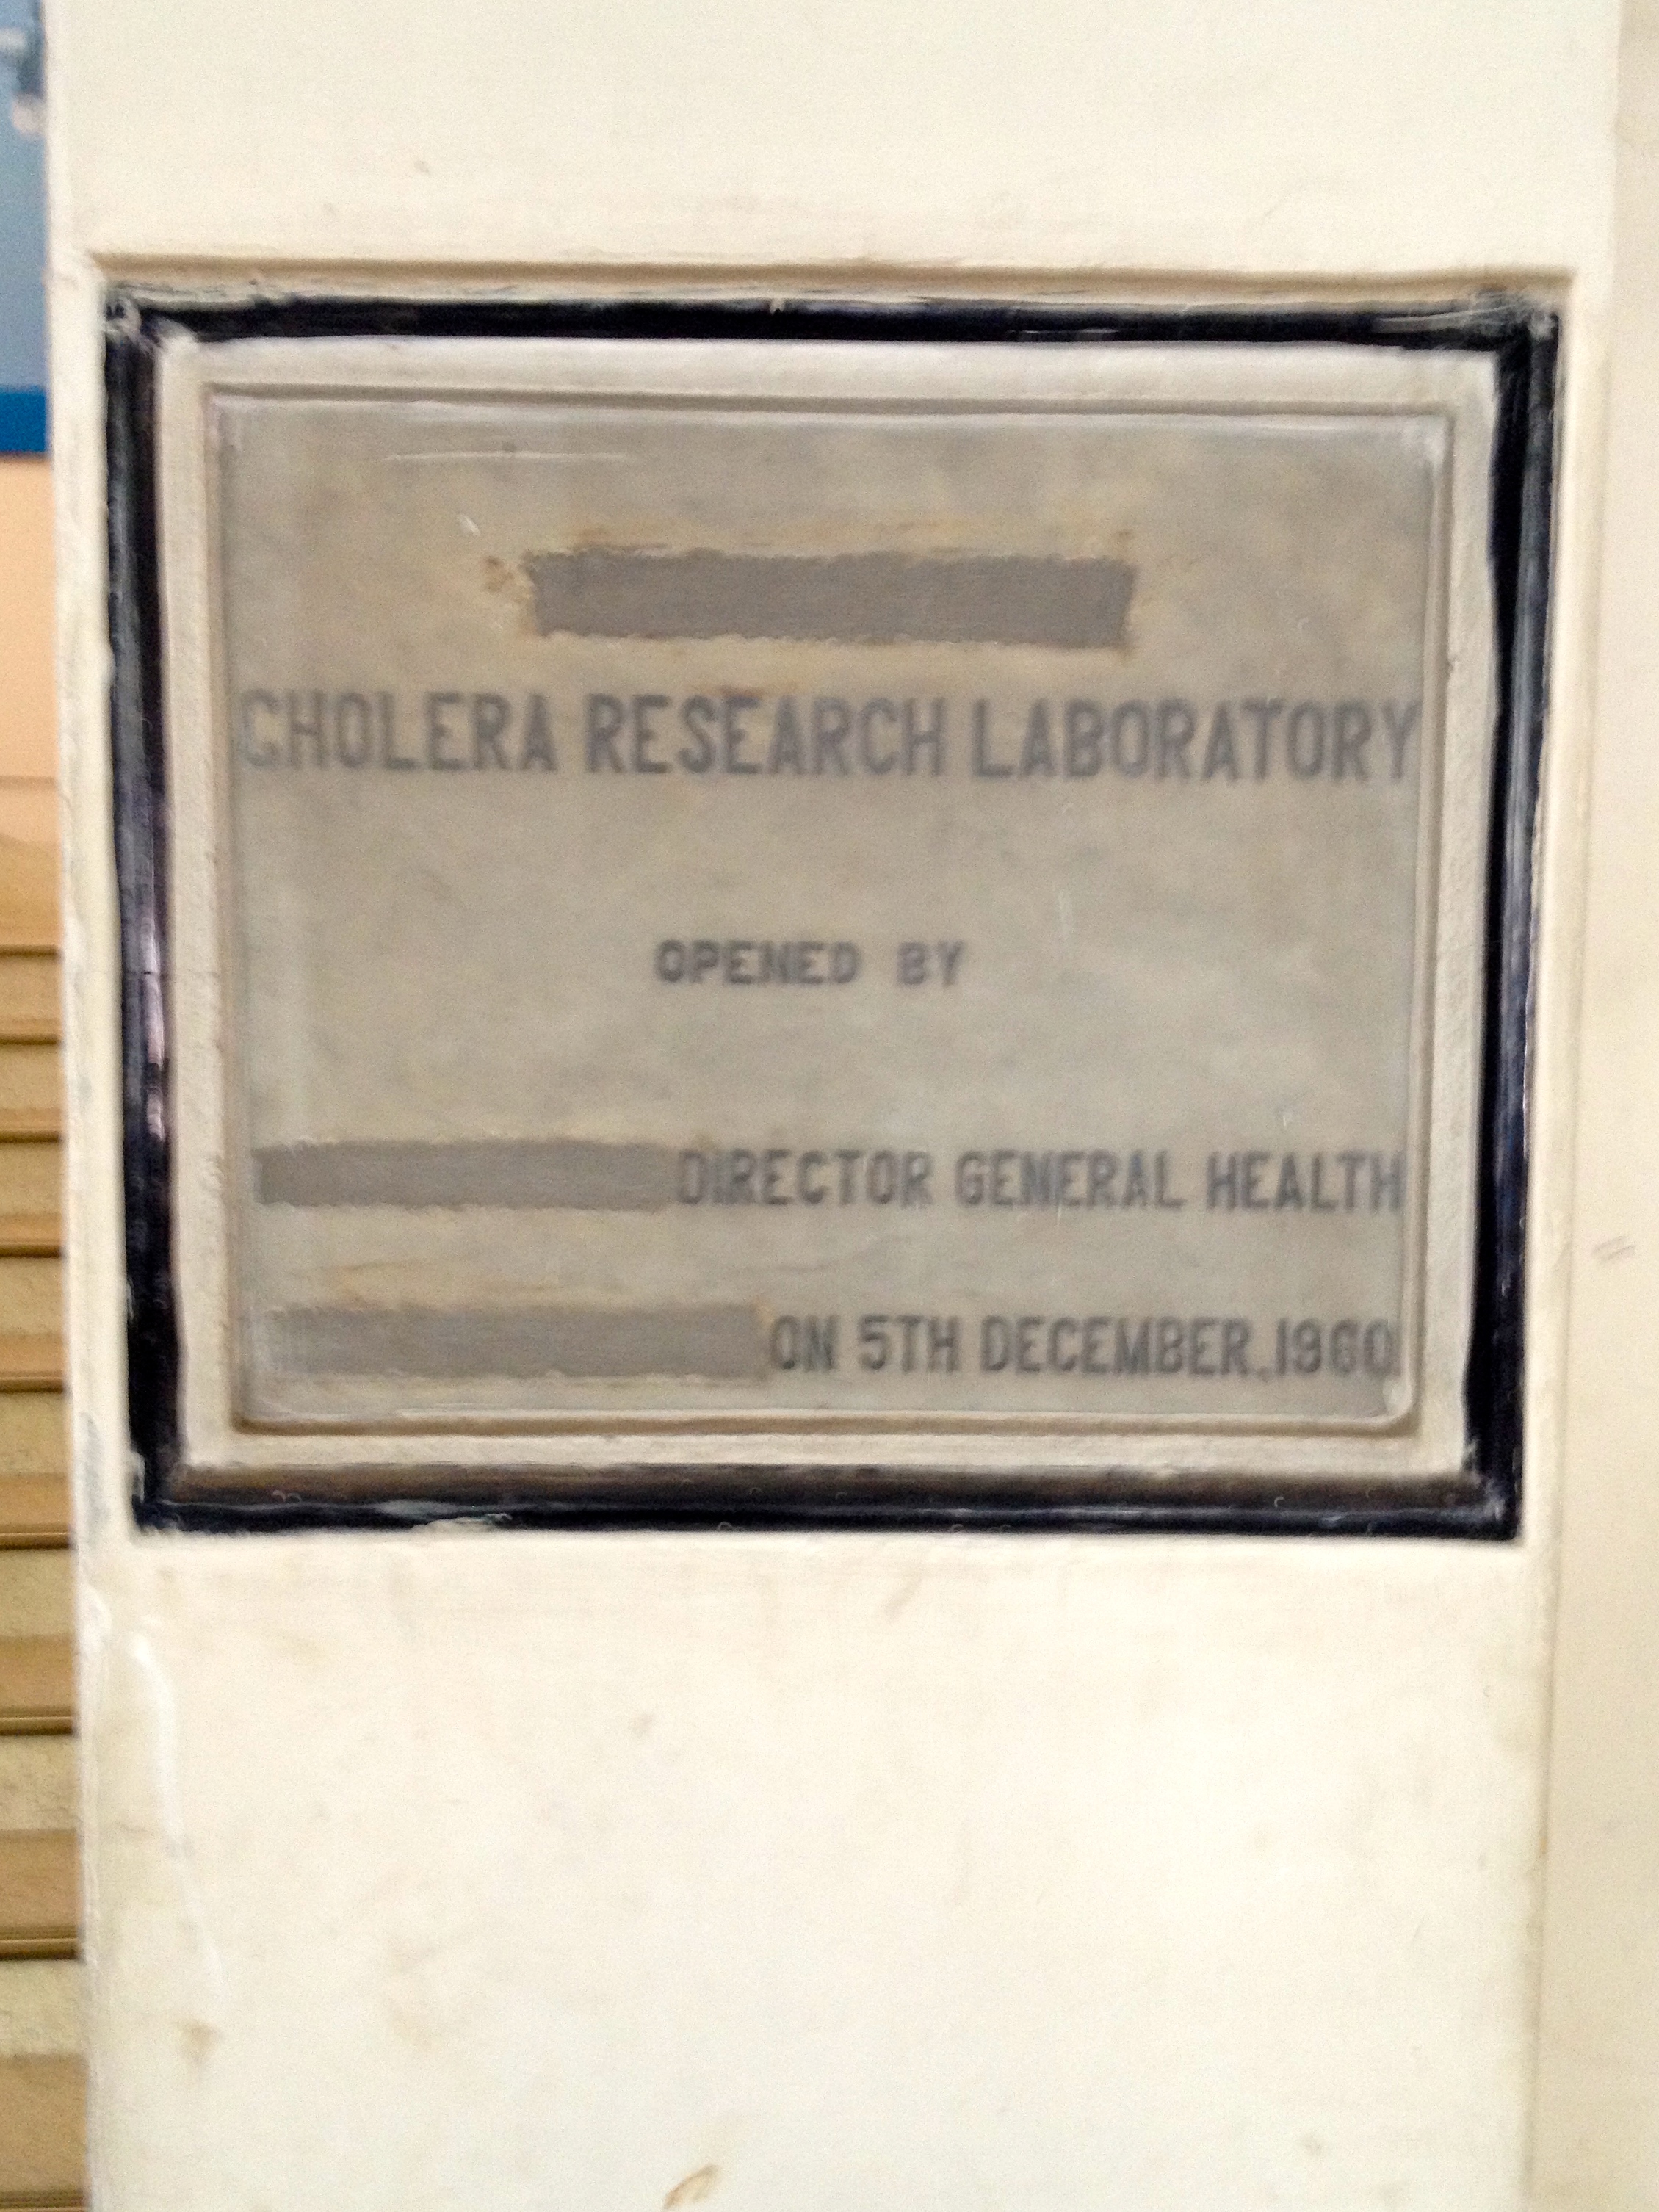 CHOLERA RESEARCH LABORATORY
OPENED BY
DIRECTOR GENERAL HEALTH
ON 5TH DECEMBER, 1960